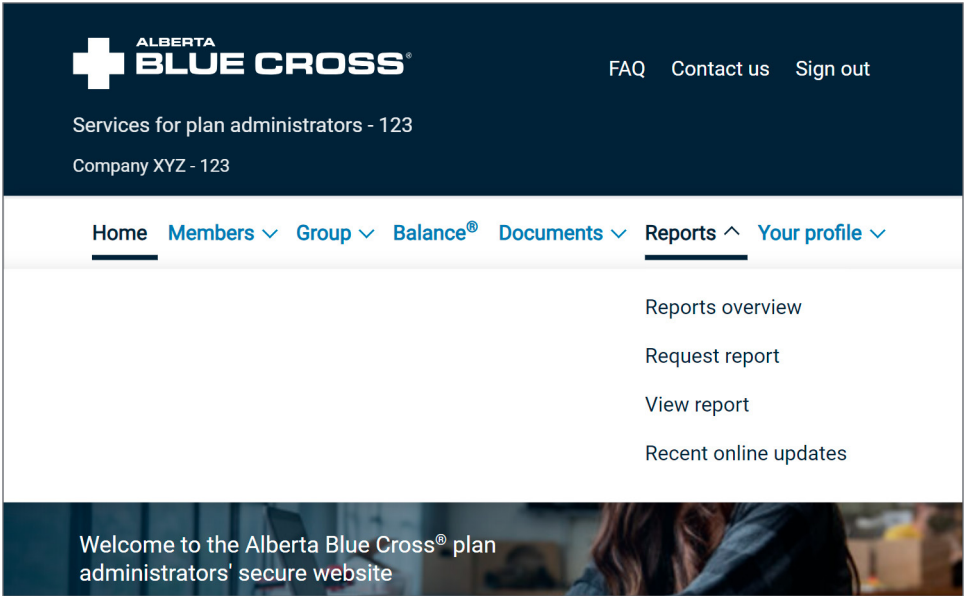 ALBERTA
BLUE CROSS®
FAQ Contact us Sign out
Services for plan administrators - 123
Company XYZ - 123
Home Members Group Balance® Documents Reports Your profile
Reports overview
Request report
View report
Recent online updates
Welcome to the Alberta Blue Cross® plan
administrators' secure website